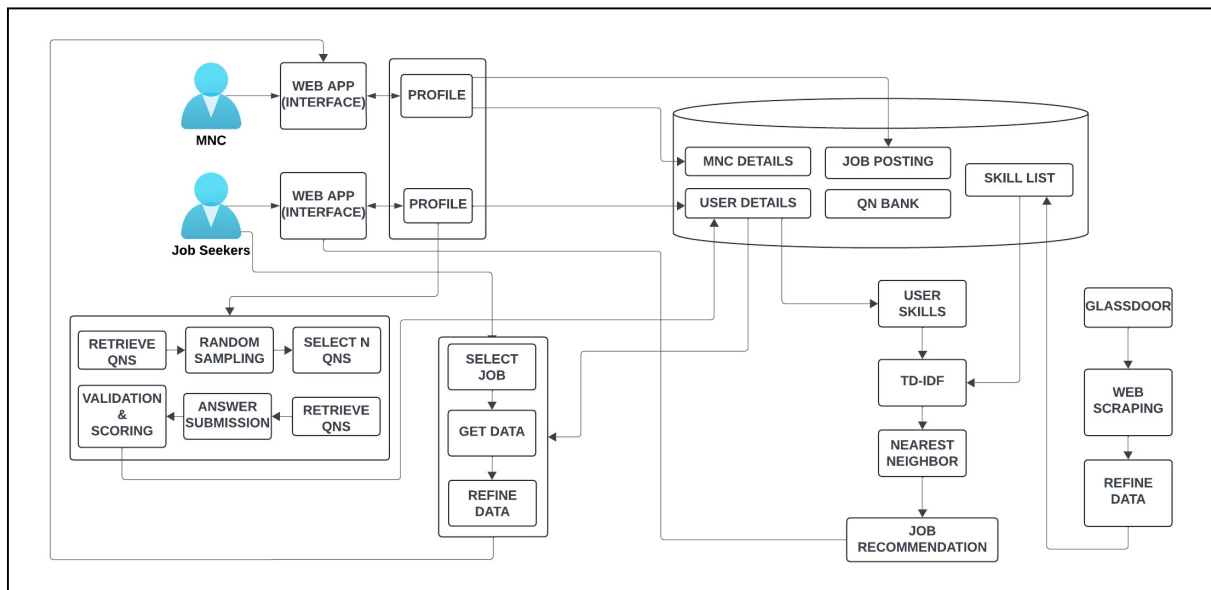 WEB APP
(INTERFACE)
PROFILE
MNC
MNC DETAILS
JOB POSTING
SKILL LIST
WEB APP
(INTERFACE)
PROFILE
USER DETAILS
QN BANK
Job Seekers
USER
SKILLS
GLASSDOOR
RETRIEVE
QNS
RANDOM
SAMPLING
SELECT N
QNS
SELECT
JOB
TD-IDF
VALIDATION
&
SCORING
ANSWER
SUBMISSION
RETRIEVE
QNS
GET DATA
WEB
SCRAPING
NEAREST
NEIGHBOR
REFINE
DATA
REFINE
DATA
JOB
RECOMMENDATION